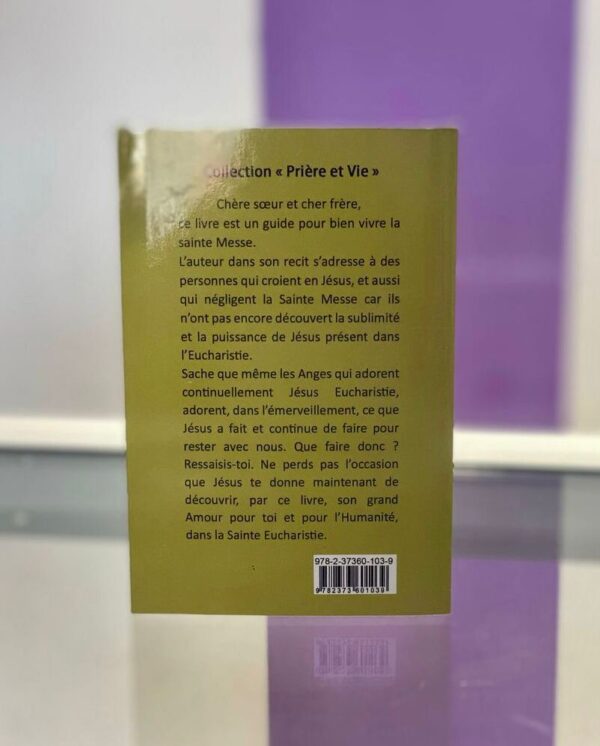 Collection « Prière et Vie »
Chère sœur et cher frère,
ce livre est un guide pour bien vivre la
sainte Messe.
L’auteur dans son recit s’adresse à des
personnes qui croient en Jésus, et aussi
qui négligent la Sainte Messe car ils
n’ont pas encore découvert la sublimité
et la puissance de Jésus présent dans
l’Eucharistie.
Sache que même les Anges qui adorent
continuellement Jésus Eucharistie,
adorent, dans l’émerveillement, ce que
Jésus a fait et continue de faire pour
rester avec nous. Que faire donc ?
Ressaisis-toi. Ne perds pas l’occasion
que Jésus te donne maintenant de
découvrir, par ce livre, son grand
Amour pour toi et pour l’Humanité,
dans la Sainte Eucharistie.
978-2-37360-103-9
9 782373 601039